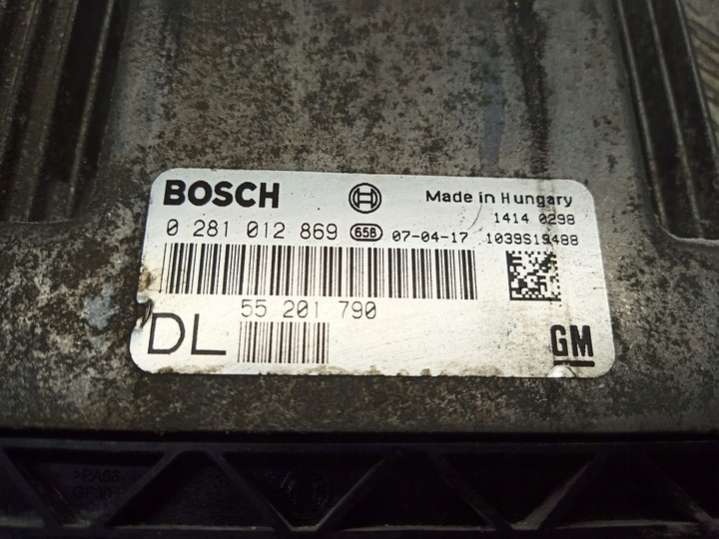 BOSCH Made in Hungary
1414 0298
0 281 012 869 658 07-04-17 1039S19488
55 201 790
DL
GM
>PA66